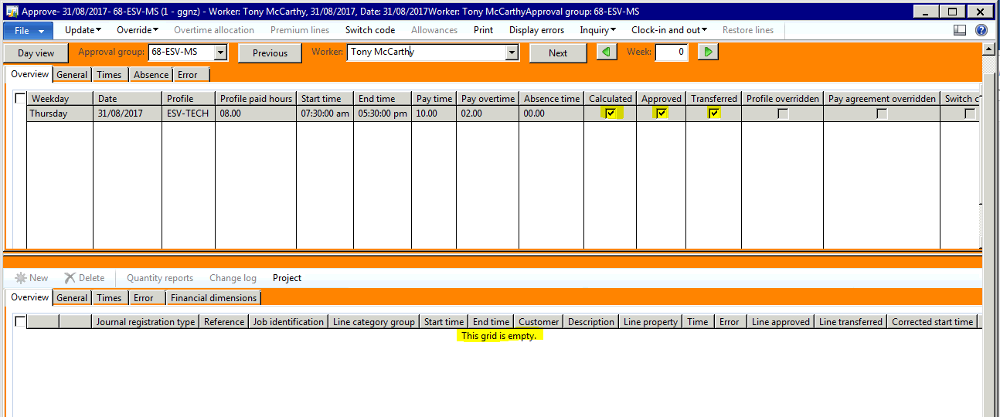 Approve- 31/08/2017- 68-ESV-MS (1 - ggnz) - Worker: Tony McCarthy, 31/08/2017, Date: 31/08/2017Worker: Tony McCarthyApproval group: 68-ESV-MS
File Update Override Overtime allocation Premium lines Switch code Allowances Print Display errors Inquiry Clock-in and out Restore lines
Day view Approval group: 68-ESV-MS Previous Worker: Tony McCarthy Next Week: 0
Overview General Times Absence Error
Weekday Date Profile Profile paid hours Start time End time Pay time Pay overtime Absence time Calculated Approved Transferred Profile overridden Pay agreement overridden Switch c
Thursday 31/08/2017 ESV-TECH 08.00 07:30:00 am 05:30:00 pm 10.00 02.00 00.00
New Delete Quantity reports Change log Project
Overview General Times Error Financial dimensions
Journal registration type Reference Job identification Line category group Start time End time Customer Description Line property Time Error Line approved Line transferred Corrected start time
This grid is empty.